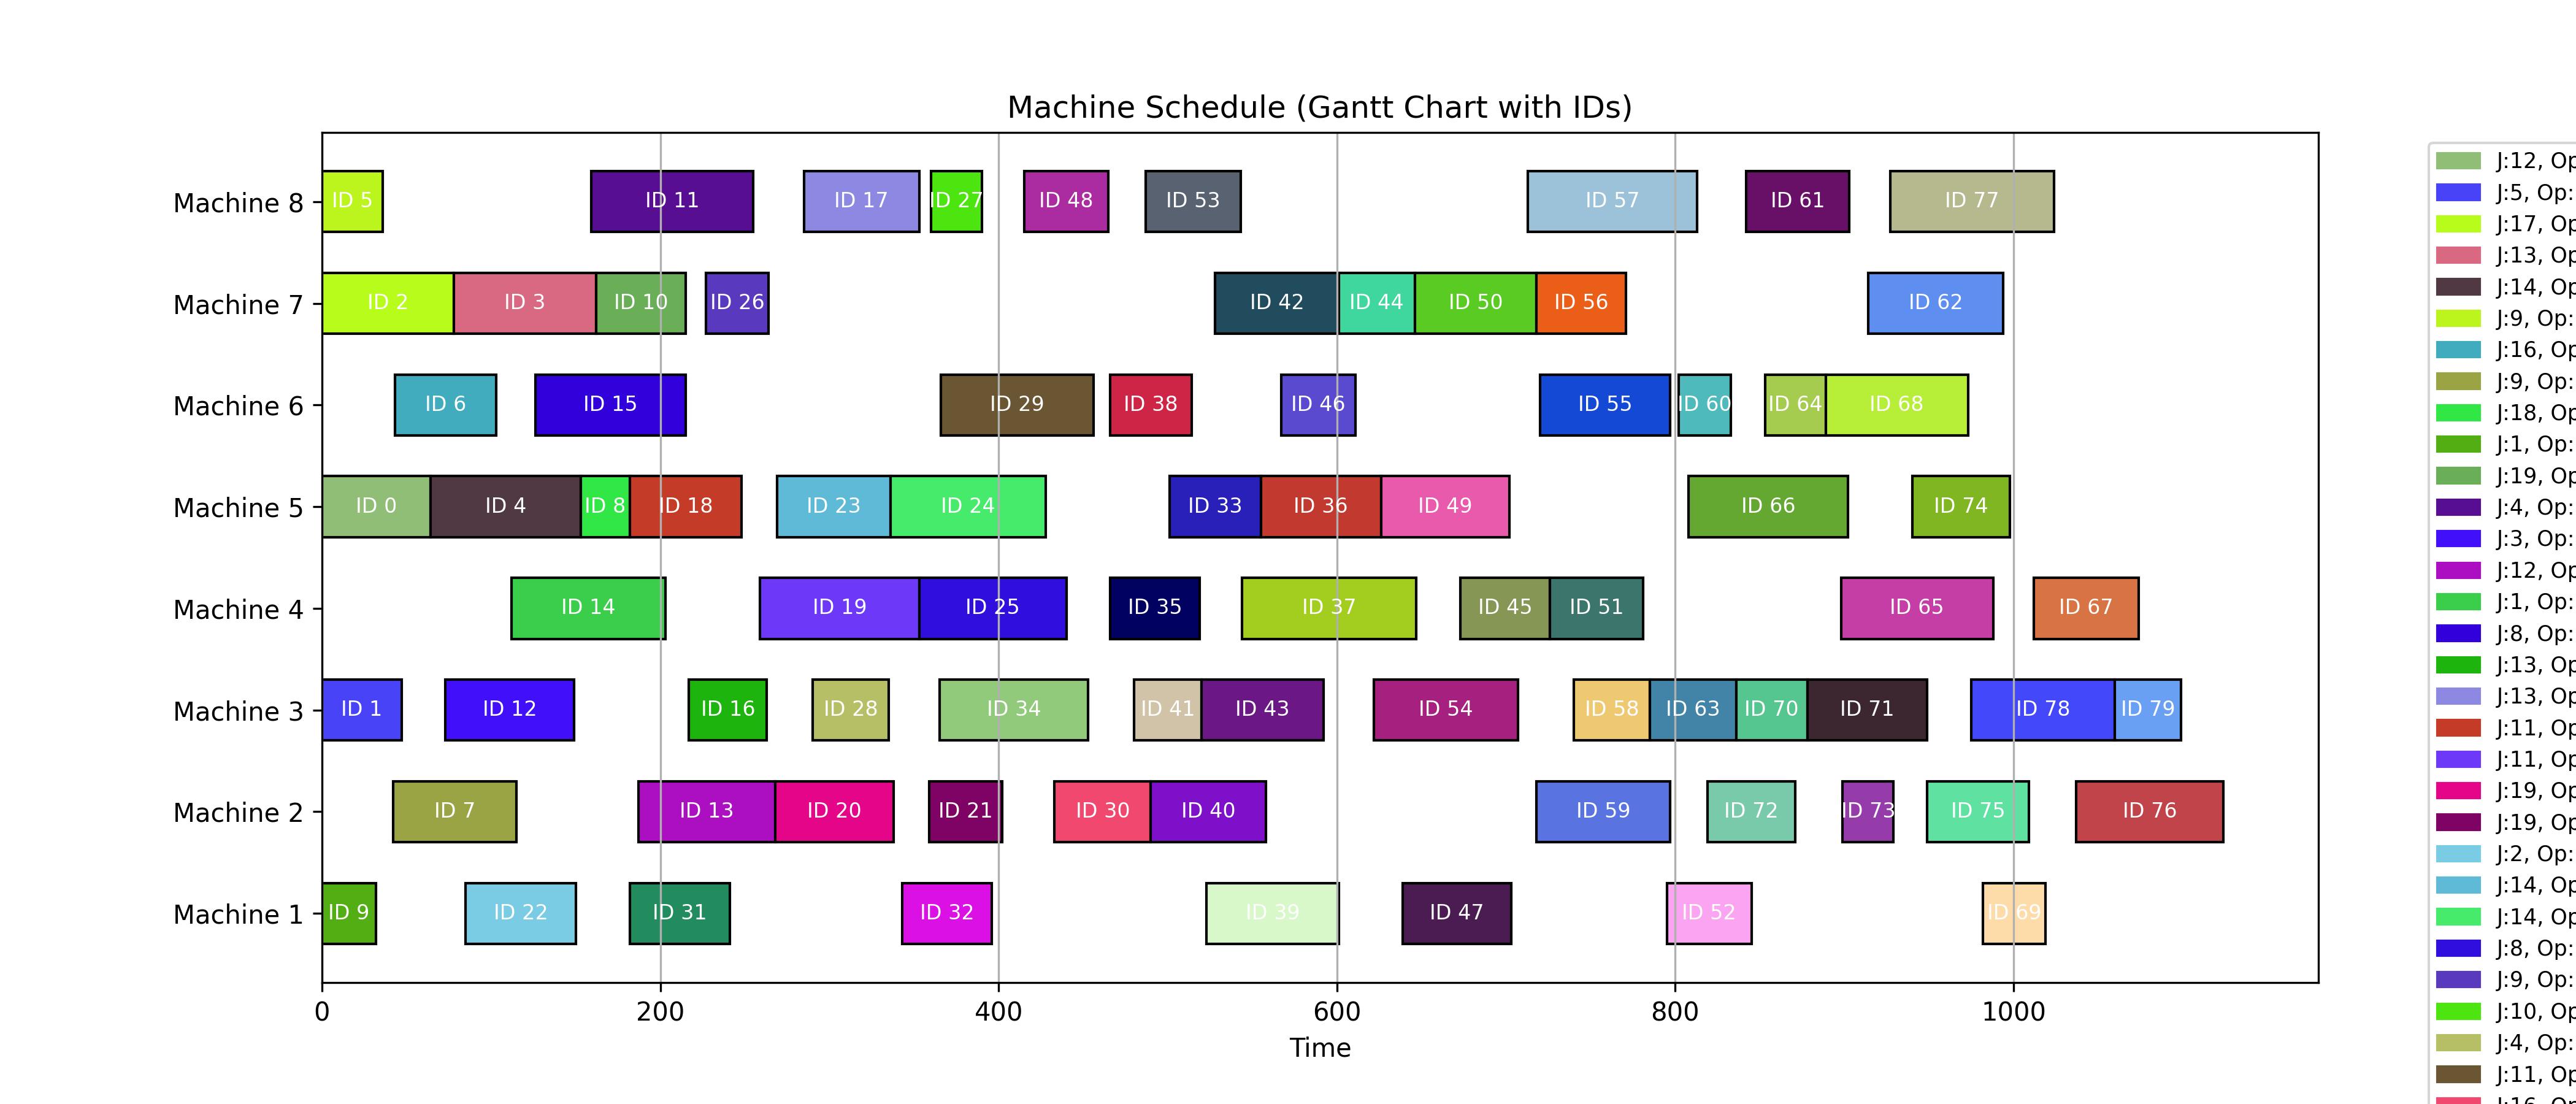 Machine Schedule (Gantt Chart with IDs)
Machine 8
ID 5
ID 11
ID 17
ID 27
ID 48
ID 53
ID 57
ID 61
ID 77
Machine 7
ID 2
ID 3
ID 10
ID 26
ID 42
ID 44
ID 50
ID 56
ID 62
Machine 6
ID 6
ID 15
ID 29
ID 38
ID 46
ID 55
ID 60
ID 64
ID 68
Machine 5
ID 0
ID 4
ID 8
ID 18
ID 23
ID 24
ID 33
ID 36
ID 49
ID 66
ID 74
Machine 4
ID 14
ID 19
ID 25
ID 35
ID 37
ID 45
ID 51
ID 65
ID 67
Machine 3
ID 1
ID 12
ID 16
ID 28
ID 34
ID 41
ID 43
ID 54
ID 58
ID 63
ID 70
ID 71
ID 78
ID 79
Machine 2
ID 7
ID 13
ID 20
ID 21
ID 30
ID 40
ID 59
ID 72
ID 73
ID 75
ID 76
Machine 1
ID 9
ID 22
ID 31
ID 32
ID 39
ID 47
ID 52
ID 69
0
200
400
600
800
1000
Time
J:12, Op
J:5, Op:
J:17, Op
J:13, Op
J:14, Op
J:9, Op:
J:16, Op
J:9, Op:
J:18, Op
J:1, Op:
J:19, Op
J:4, Op:
J:3, Op:
J:12, Op
J:1, Op:
J:8, Op:
J:13, Op
J:13, Op
J:11, Op
J:11, Op
J:19, Op
J:19, Op
J:2, Op:
J:14, Op
J:14, Op
J:8, Op:
J:9, Op:
J:10, Op
J:4, Op:
J:11, Op
J:16, Op